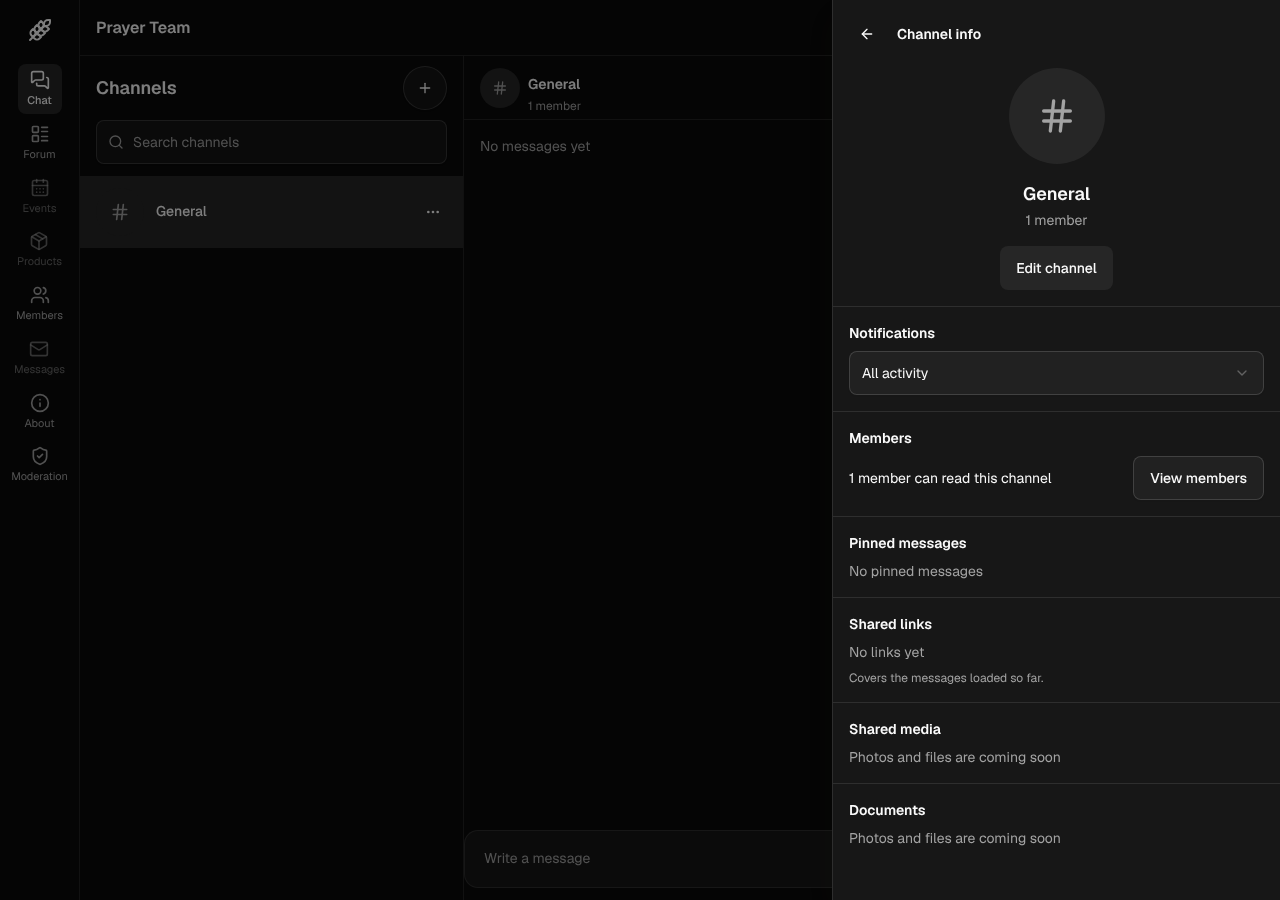 Prayer Team
Chat
Forum
Events
Products
Members
Messages
About
Moderation
Channels
Search channels
General
General
1 member
No messages yet
Write a message
Channel info
General
1 member
Edit channel
Notifications
All activity
Members
1 member can read this channel
View members
Pinned messages
No pinned messages
Shared links
No links yet
Covers the messages loaded so far.
Shared media
Photos and files are coming soon
Documents
Photos and files are coming soon